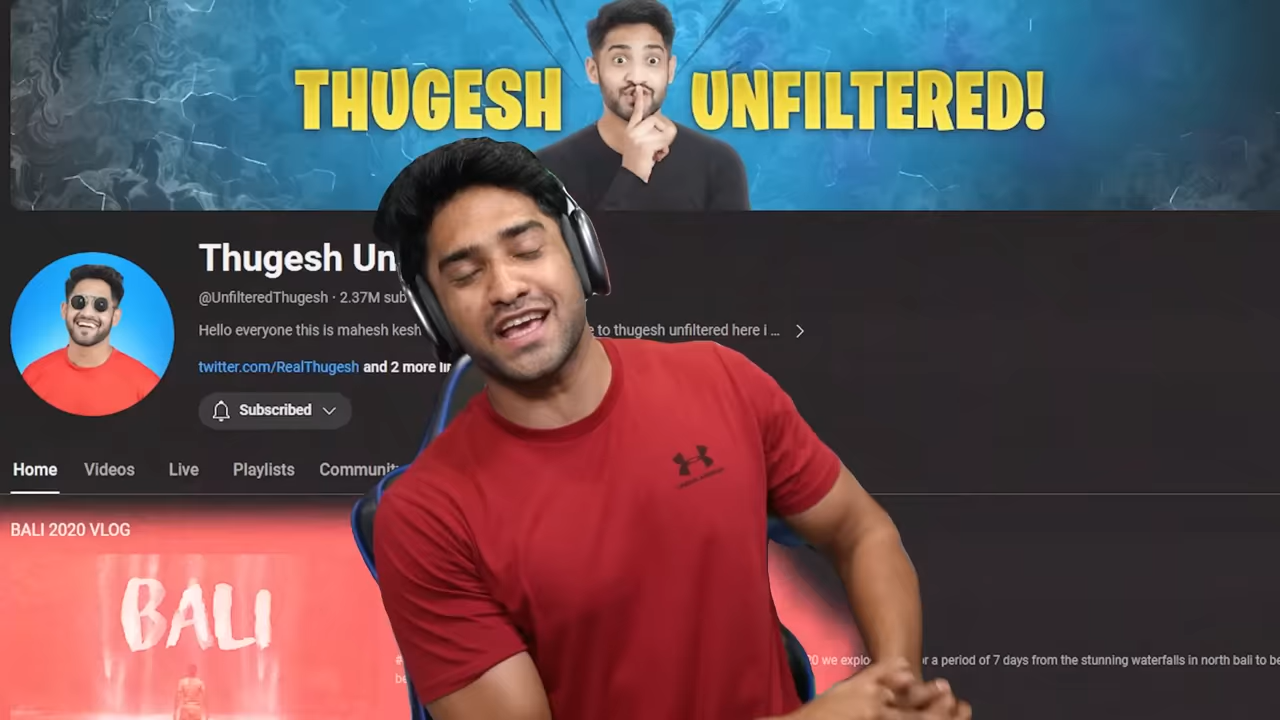 THUGESH UNFILTERED!
Thugesh Un
@UnfilteredThugesh · 2.37M sub
Hello everyone this is mahesh kesh e to thugesh unfiltered here i ...
twitter.com/RealThugesh and 2 more
Subscribed
Home Videos Live Playlists Communit
BALI 2020 VLOG
BALI
we explo r a period of 7 days from the stunning waterfalls in north bali to be